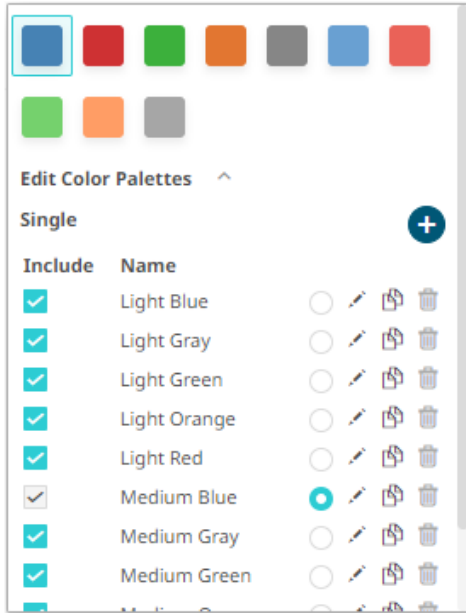 Edit Color Palettes
Single
Include Name
Light Blue
Light Gray
Light Green
Light Orange
Light Red
Medium Blue
Medium Gray
Medium Green